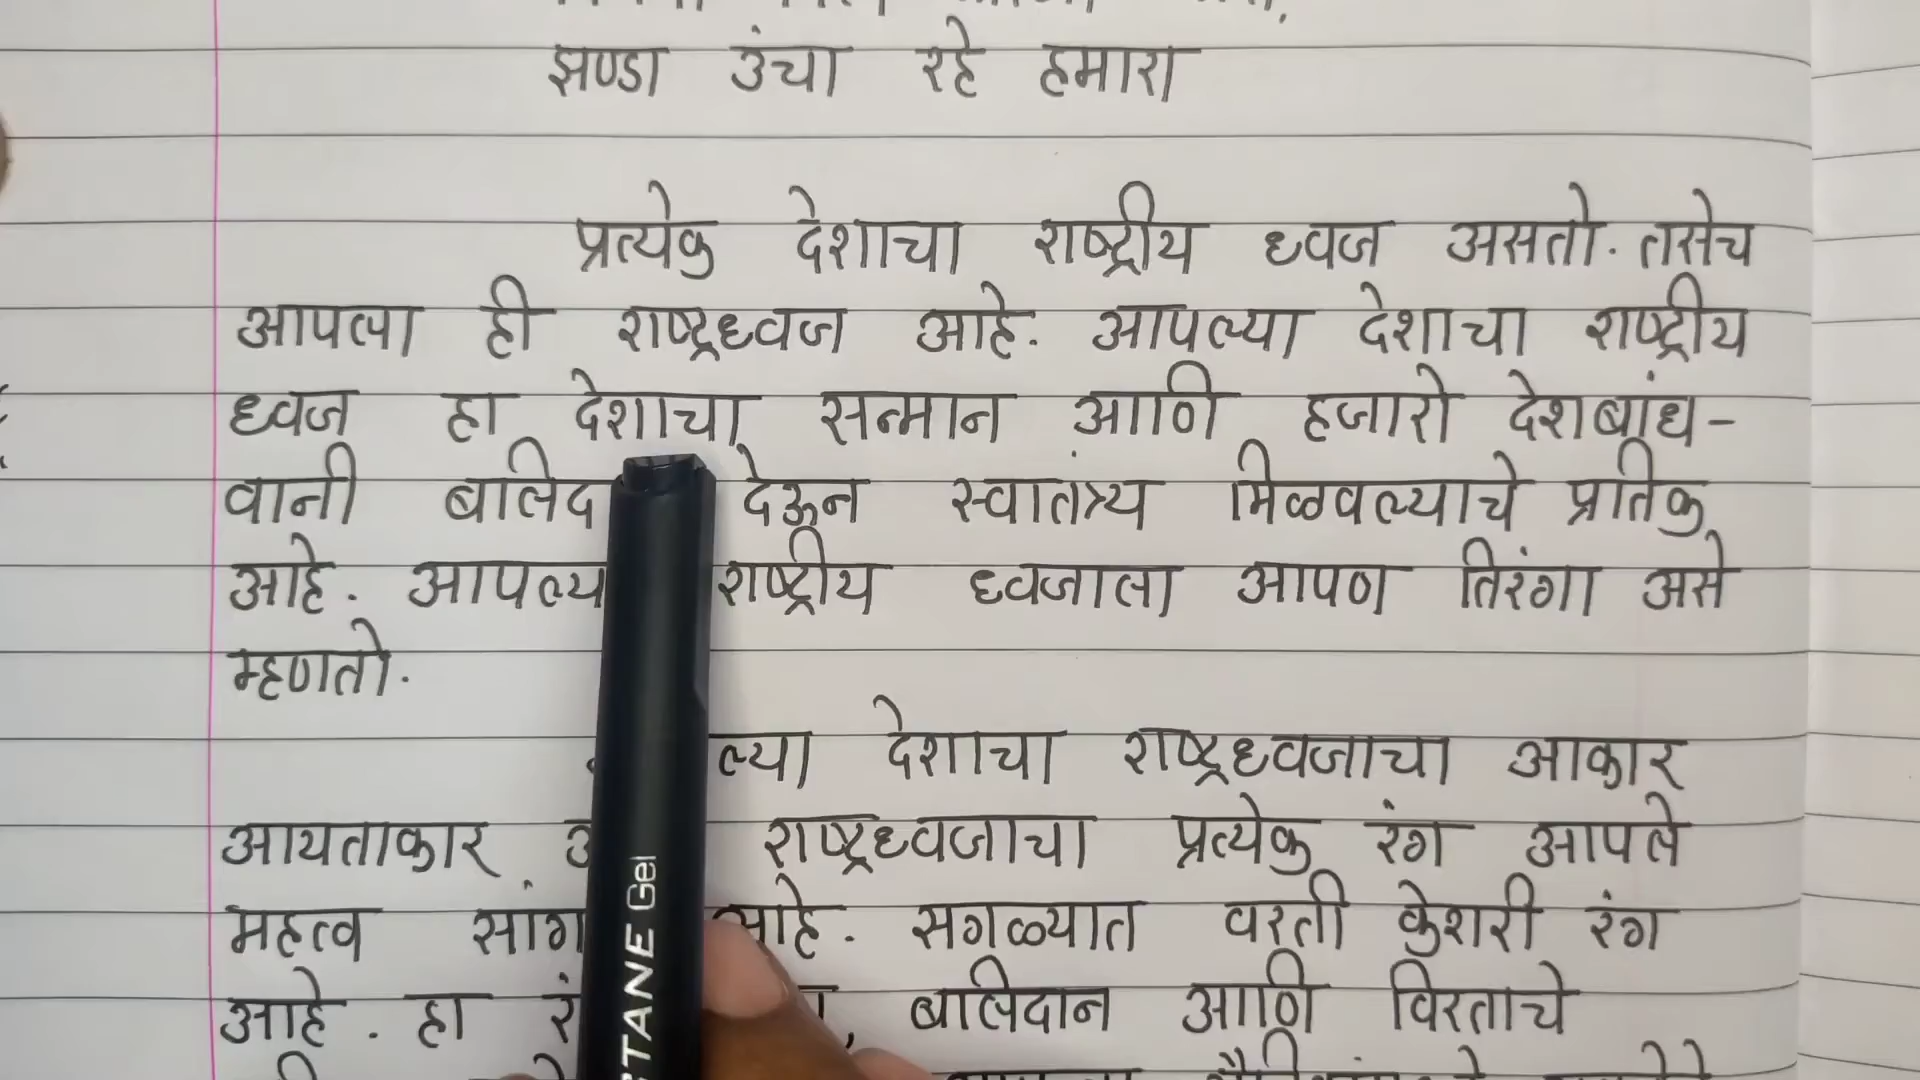 झण्डा उंचा रहे हमारा
प्रत्येक देशाचा राष्ट्रीय ध्वज असतो. तसेच
आपला ही राष्ट्रध्वज आहे. आपल्या देशाचा राष्ट्रीय
ध्वज हा देशाचा सन्मान आणि हजारो देशबांध-
वानी देऊन स्वातंत्र्य मिळवल्याचे प्रतिक
आहे. राष्ट्रीय ध्वजाला आपण तिरंगा असे
म्हणतो.
देशाचा राष्ट्रध्वजाचा आकार
आयताकार राष्ट्रध्वजाचा प्रत्येक रंग आपले
महत्व आहे. सगळ्यात वरती केशरी रंग
आहे. हा बलिदान आणि विरताचे
STANE Gel